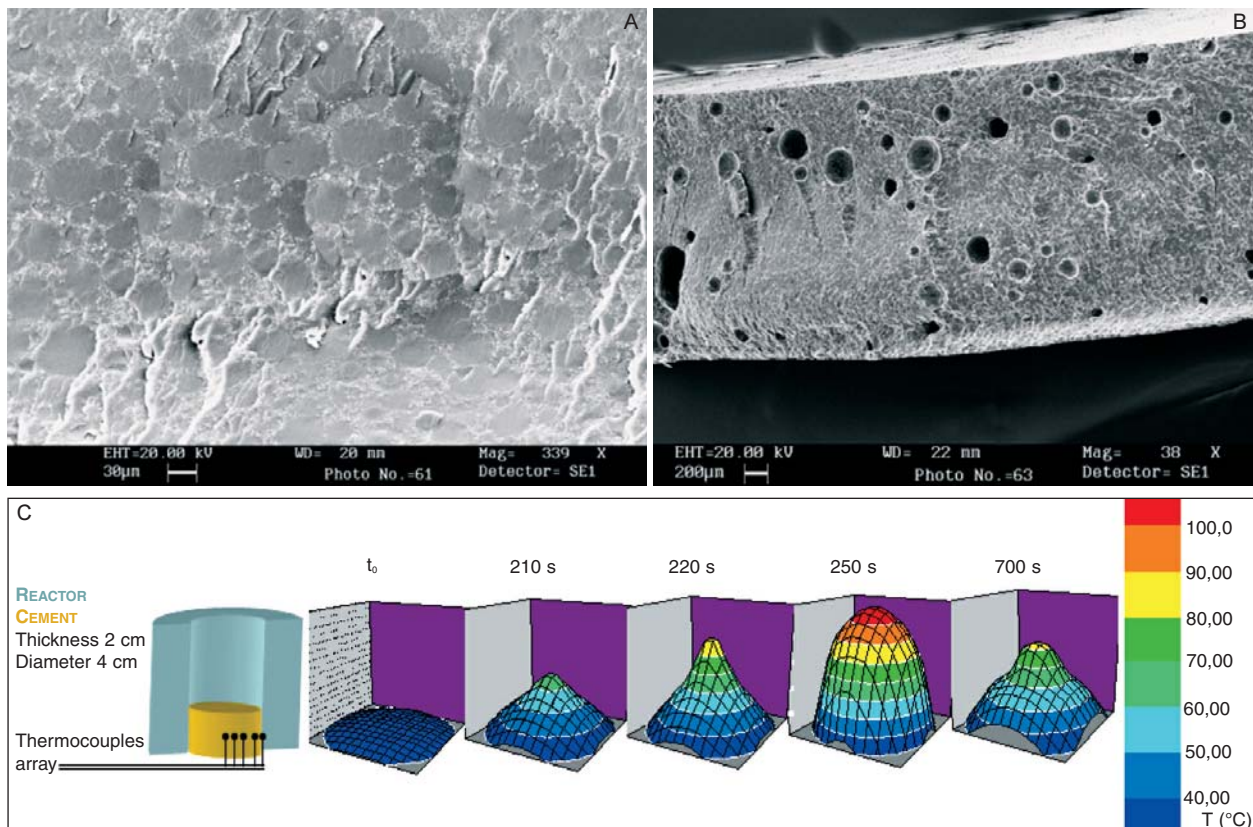 A
EHT=20.00 kV WD= 20 mm Mag= 339 X
30µm Photo No.=61 Detector= SE1
B
EHT=20.00 kV WD= 22 mm Mag= 38 X
200µm Photo No.=63 Detector= SE1
C
t₀ 210 s 220 s 250 s 700 s
REACTOR
CEMENT
Thickness 2 cm
Diameter 4 cm
Thermocouples
array
100,0
90,00
80,00
70,00
60,00
50,00
40,00
T (°C)